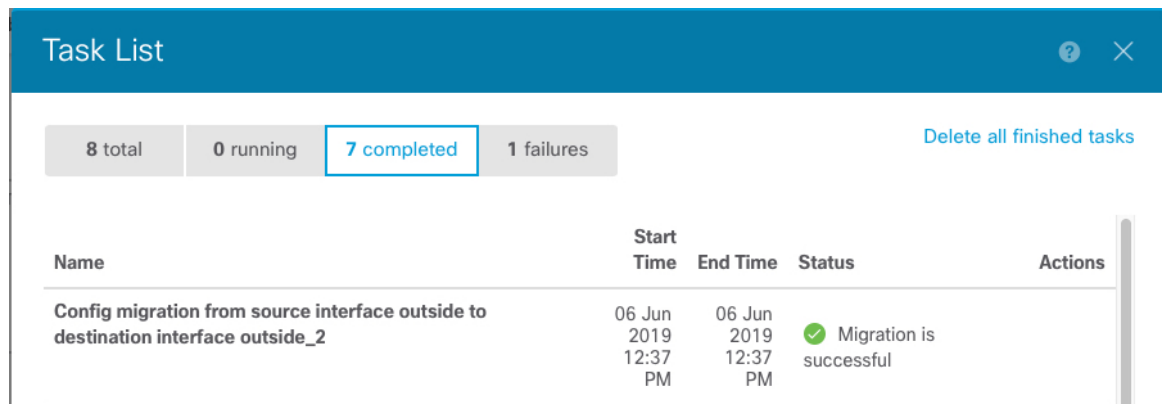 Task List
8 total 0 running 7 completed 1 failures Delete all finished tasks
Start
Name Time End Time Status Actions
Config migration from source interface outside to
destination interface outside_2
06 Jun 2019 12:37 PM
06 Jun 2019 12:37 PM
Migration is
successful